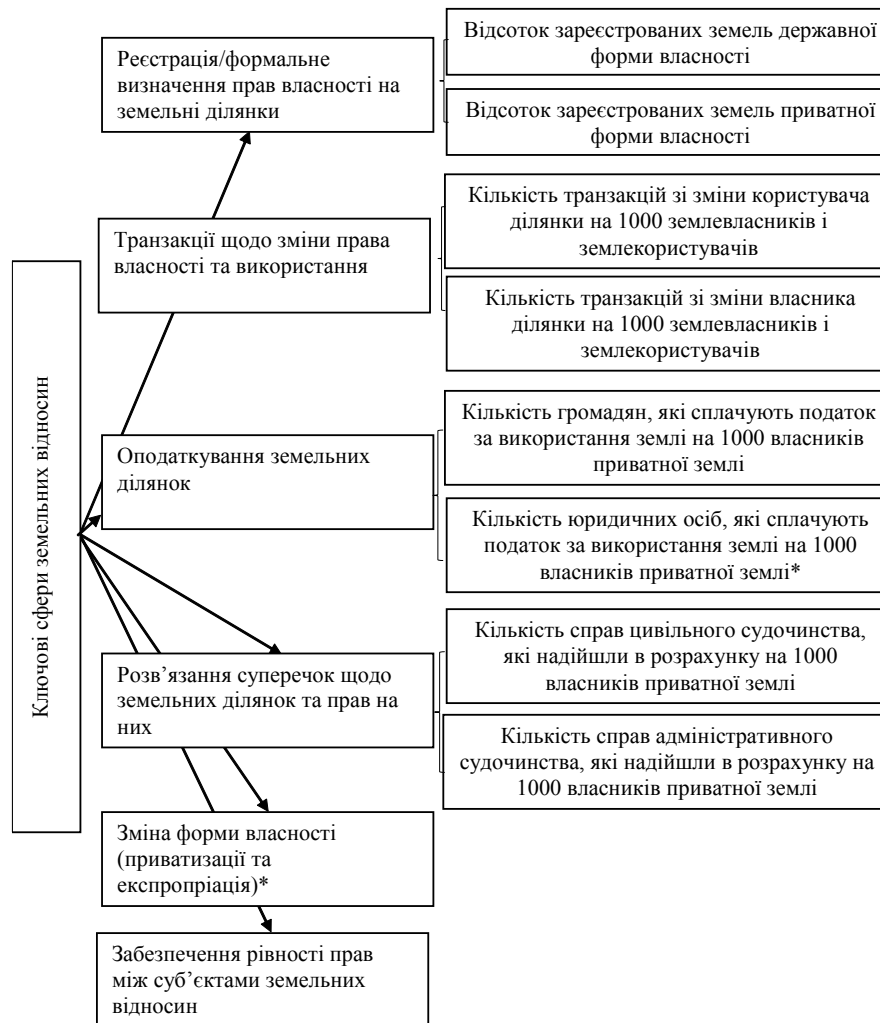 Ключові сфери земельних відносин
Реєстрація/формальне
визначення прав власності на
земельні ділянки
Відсоток зареєстрованих земель державної
форми власності
Відсоток зареєстрованих земель приватної
форми власності
Транзакції щодо зміни права
власності та використання
Кількість транзакцій зі зміни користувача
ділянки на 1000 землевласників і
землекористувачів
Кількість транзакцій зі зміни власника
ділянки на 1000 землевласників і
землекористувачів
Оподаткування земельних
ділянок
Кількість громадян, які сплачують податок
за використання землі на 1000 власників
приватної землі
Кількість юридичних осіб, які сплачують
податок за використання землі на 1000
власників приватної землі*
Розв’язання суперечок щодо
земельних ділянок та прав на
них
Кількість справ цивільного судочинства,
які надійшли в розрахунку на 1000
власників приватної землі
Кількість справ адміністративного
судочинства, які надійшли в розрахунку на
1000 власників приватної землі
Зміна форми власності
(приватизації та
експропріація)*
Забезпечення рівності прав
між суб’єктами земельних
відносин